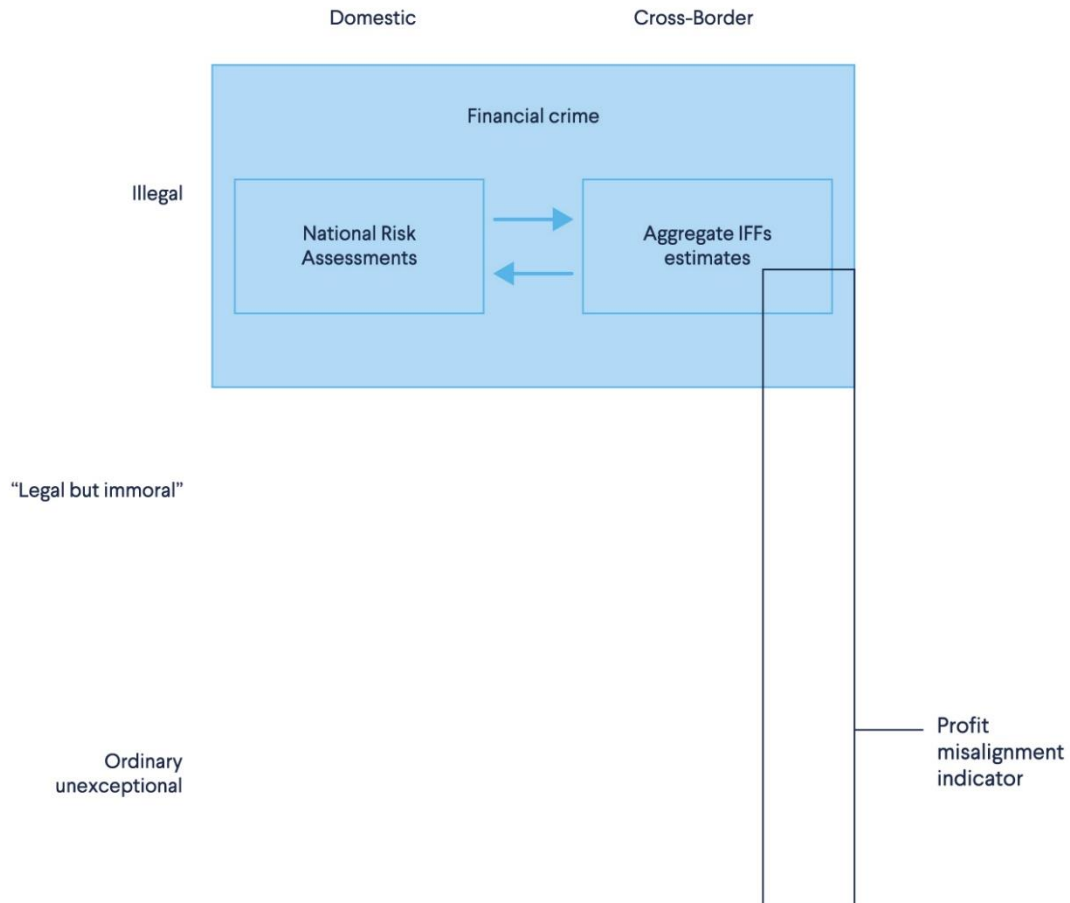 Domestic
Cross-Border
Financial crime
Illegal
National Risk
Assessments
Aggregate IFFs
estimates
“Legal but immoral”
Ordinary
unexceptional
Profit
misalignment
indicator